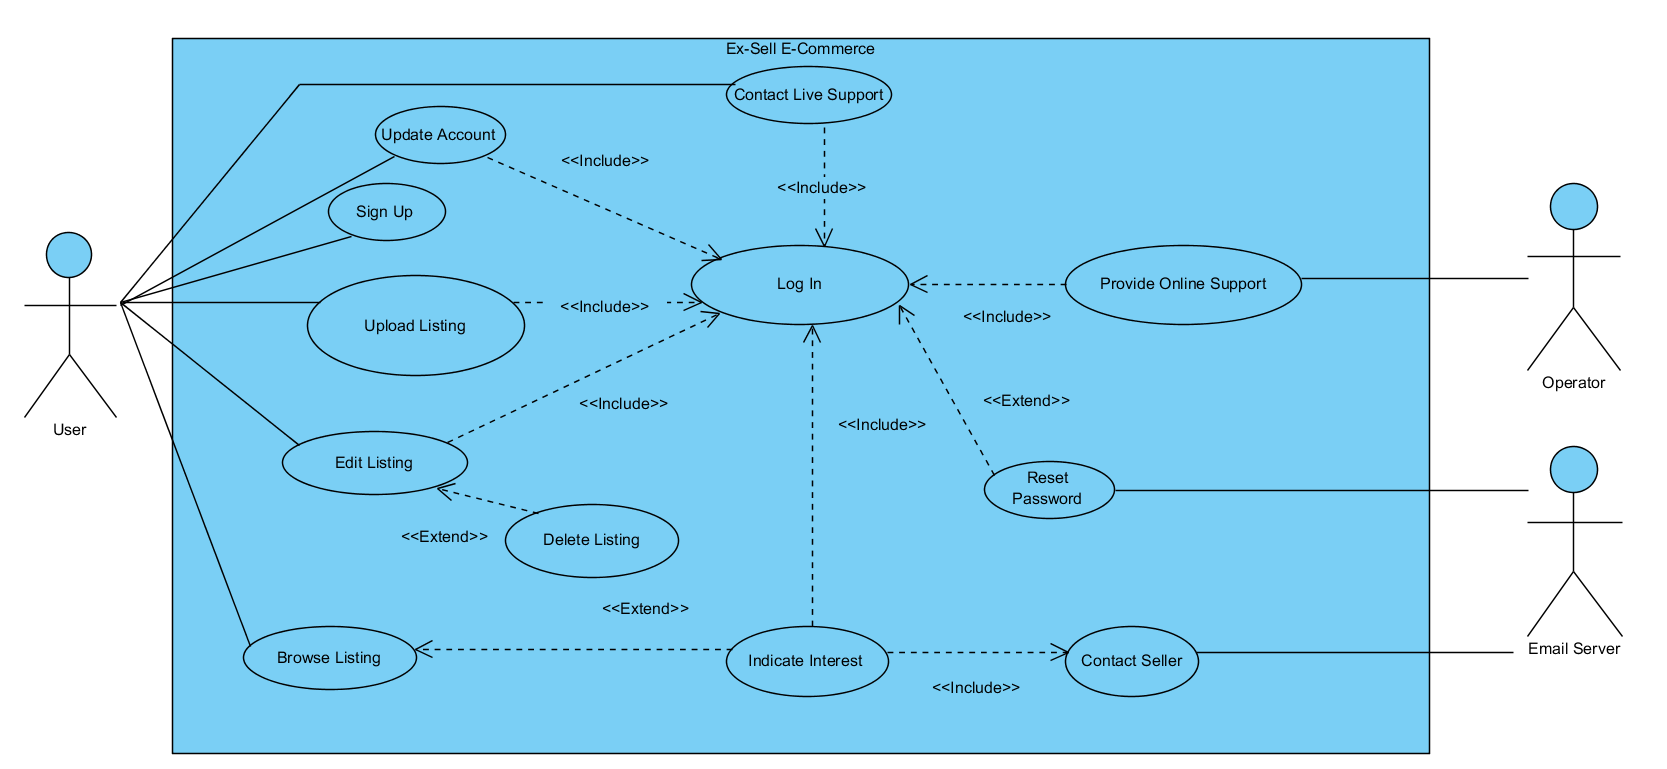 Ex-Sell E-Commerce
Contact Live Support
Update Account
<<Include>>
<<Include>>
Sign Up
Log In
Provide Online Support
<<Include>>
<<Include>>
Upload Listing
Operator
<<Extend>>
<<Include>>
<<Include>>
User
Edit Listing
Reset
Password
<<Extend>>
Delete Listing
<<Extend>>
Email Server
Browse Listing
Indicate Interest
Contact Seller
<<Include>>